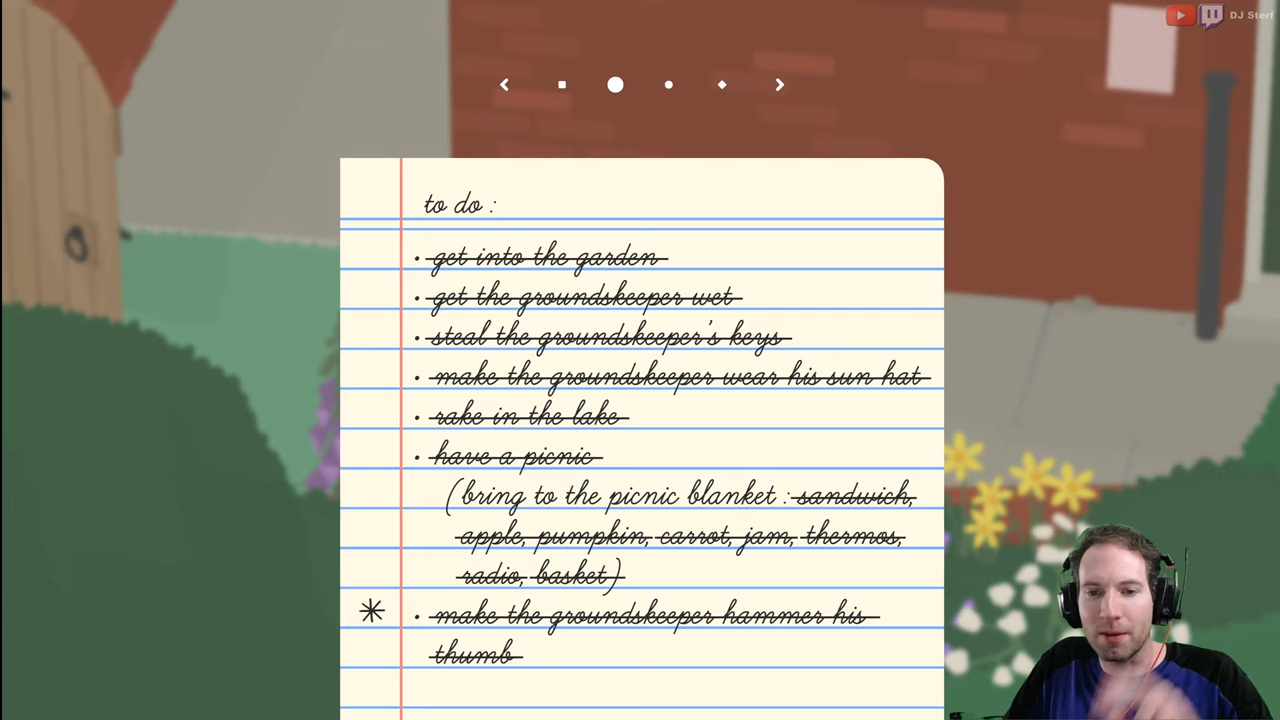 DJ Sterf
to do :
• get into the garden
• get the groundskeeper wet
• steal the groundskeeper's keys
• make the groundskeeper wear his sun hat
• rake in the lake
• have a picnic
(bring to the picnic blanket : sandwich,
apple, pumpkin, carrot, jam, thermos,
radio, basket)
• make the groundskeeper hammer his
thumb